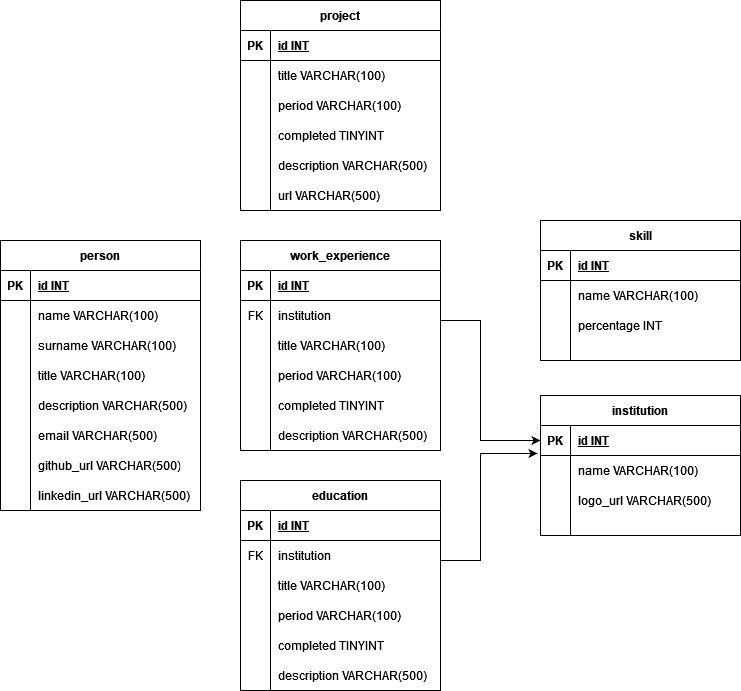 project
PK id INT
title VARCHAR(100)
period VARCHAR(100)
completed TINYINT
description VARCHAR(500)
url VARCHAR(500)
person
PK id INT
name VARCHAR(100)
surname VARCHAR(100)
title VARCHAR(100)
description VARCHAR(500)
email VARCHAR(500)
github_url VARCHAR(500)
linkedin_url VARCHAR(500)
work_experience
PK id INT
FK institution
title VARCHAR(100)
period VARCHAR(100)
completed TINYINT
description VARCHAR(500)
education
PK id INT
FK institution
title VARCHAR(100)
period VARCHAR(100)
completed TINYINT
description VARCHAR(500)
skill
PK id INT
name VARCHAR(100)
percentage INT
institution
PK id INT
name VARCHAR(100)
logo_url VARCHAR(500)